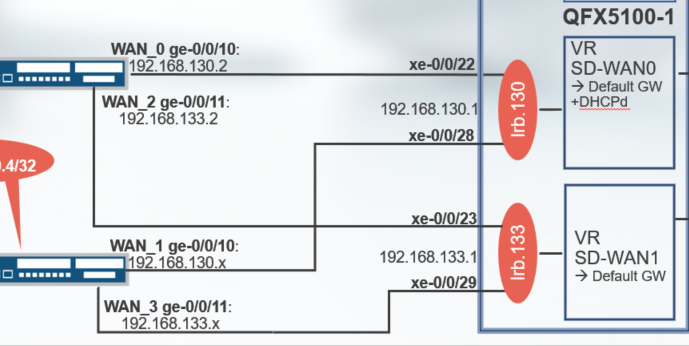 QFX5100-1
WAN_0 ge-0/0/10:
192.168.130.2
xe-0/0/22
WAN_2 ge-0/0/11:
192.168.133.2
192.168.130.1
xe-0/0/28
Irb.130
VR
SD-WAN0
→ Default GW
+DHCPd
.4/32
xe-0/0/23
WAN_1 ge-0/0/10:
192.168.130.x
192.168.133.1
xe-0/0/29
Irb.133
VR
SD-WAN1
→ Default GW
WAN_3 ge-0/0/11:
192.168.133.x